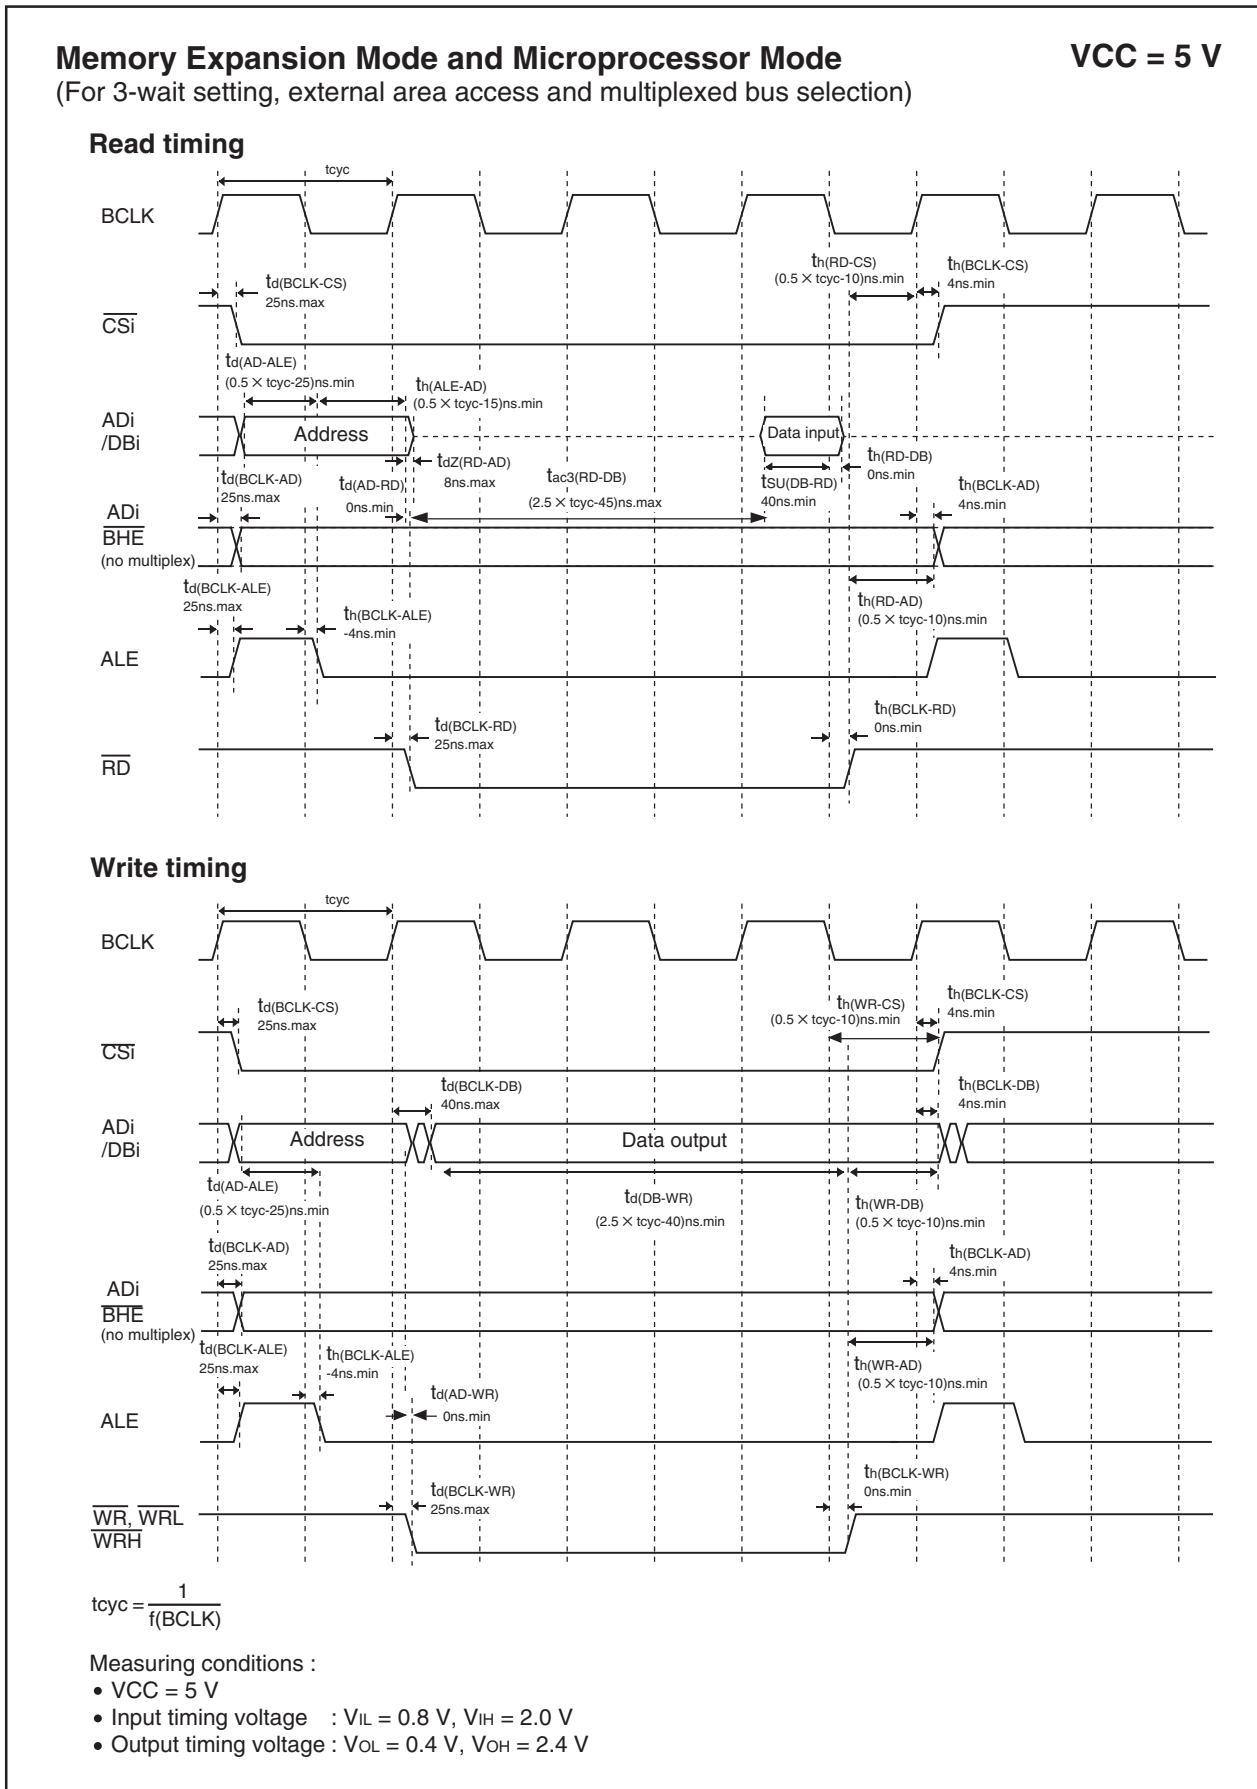 Memory Expansion Mode and Microprocessor Mode
VCC = 5 V
(For 3-wait setting, external area access and multiplexed bus selection)
Read timing
tcyc
BCLK
td(BCLK-CS)
25ns.max
th(RD-CS)
(0.5 × tcyc-10)ns.min
th(BCLK-CS)
4ns.min
CSi
td(AD-ALE)
(0.5 × tcyc-25)ns.min
th(ALE-AD)
(0.5 × tcyc-15)ns.min
ADi
/DBi
Address
Data input
td(BCLK-AD)
25ns.max
td(AD-RD)
0ns.min
tdZ(RD-AD)
8ns.max
tac3(RD-DB)
(2.5 × tcyc-45)ns.max
tSU(DB-RD)
40ns.min
th(RD-DB)
0ns.min
th(BCLK-AD)
4ns.min
ADi
BHE
(no multiplex)
td(BCLK-ALE)
25ns.max
th(BCLK-ALE)
-4ns.min
th(RD-AD)
(0.5 × tcyc-10)ns.min
ALE
td(BCLK-RD)
25ns.max
th(BCLK-RD)
0ns.min
RD
Write timing
tcyc
BCLK
td(BCLK-CS)
25ns.max
th(WR-CS)
(0.5 × tcyc-10)ns.min
th(BCLK-CS)
4ns.min
CSi
td(BCLK-DB)
40ns.max
th(BCLK-DB)
4ns.min
ADi
/DBi
Address
Data output
td(AD-ALE)
(0.5 × tcyc-25)ns.min
td(DB-WR)
(2.5 × tcyc-40)ns.min
th(WR-DB)
(0.5 × tcyc-10)ns.min
td(BCLK-AD)
25ns.max
th(BCLK-AD)
4ns.min
ADi
BHE
(no multiplex)
td(BCLK-ALE)
25ns.max
th(BCLK-ALE)
-4ns.min
th(WR-AD)
(0.5 × tcyc-10)ns.min
td(AD-WR)
0ns.min
ALE
td(BCLK-WR)
25ns.max
th(BCLK-WR)
0ns.min
WR, WRL
WRH
tcyc = 1
f(BCLK)
Measuring conditions :
• VCC = 5 V
• Input timing voltage : VIL = 0.8 V, VIH = 2.0 V
• Output timing voltage : VOL = 0.4 V, VOH = 2.4 V